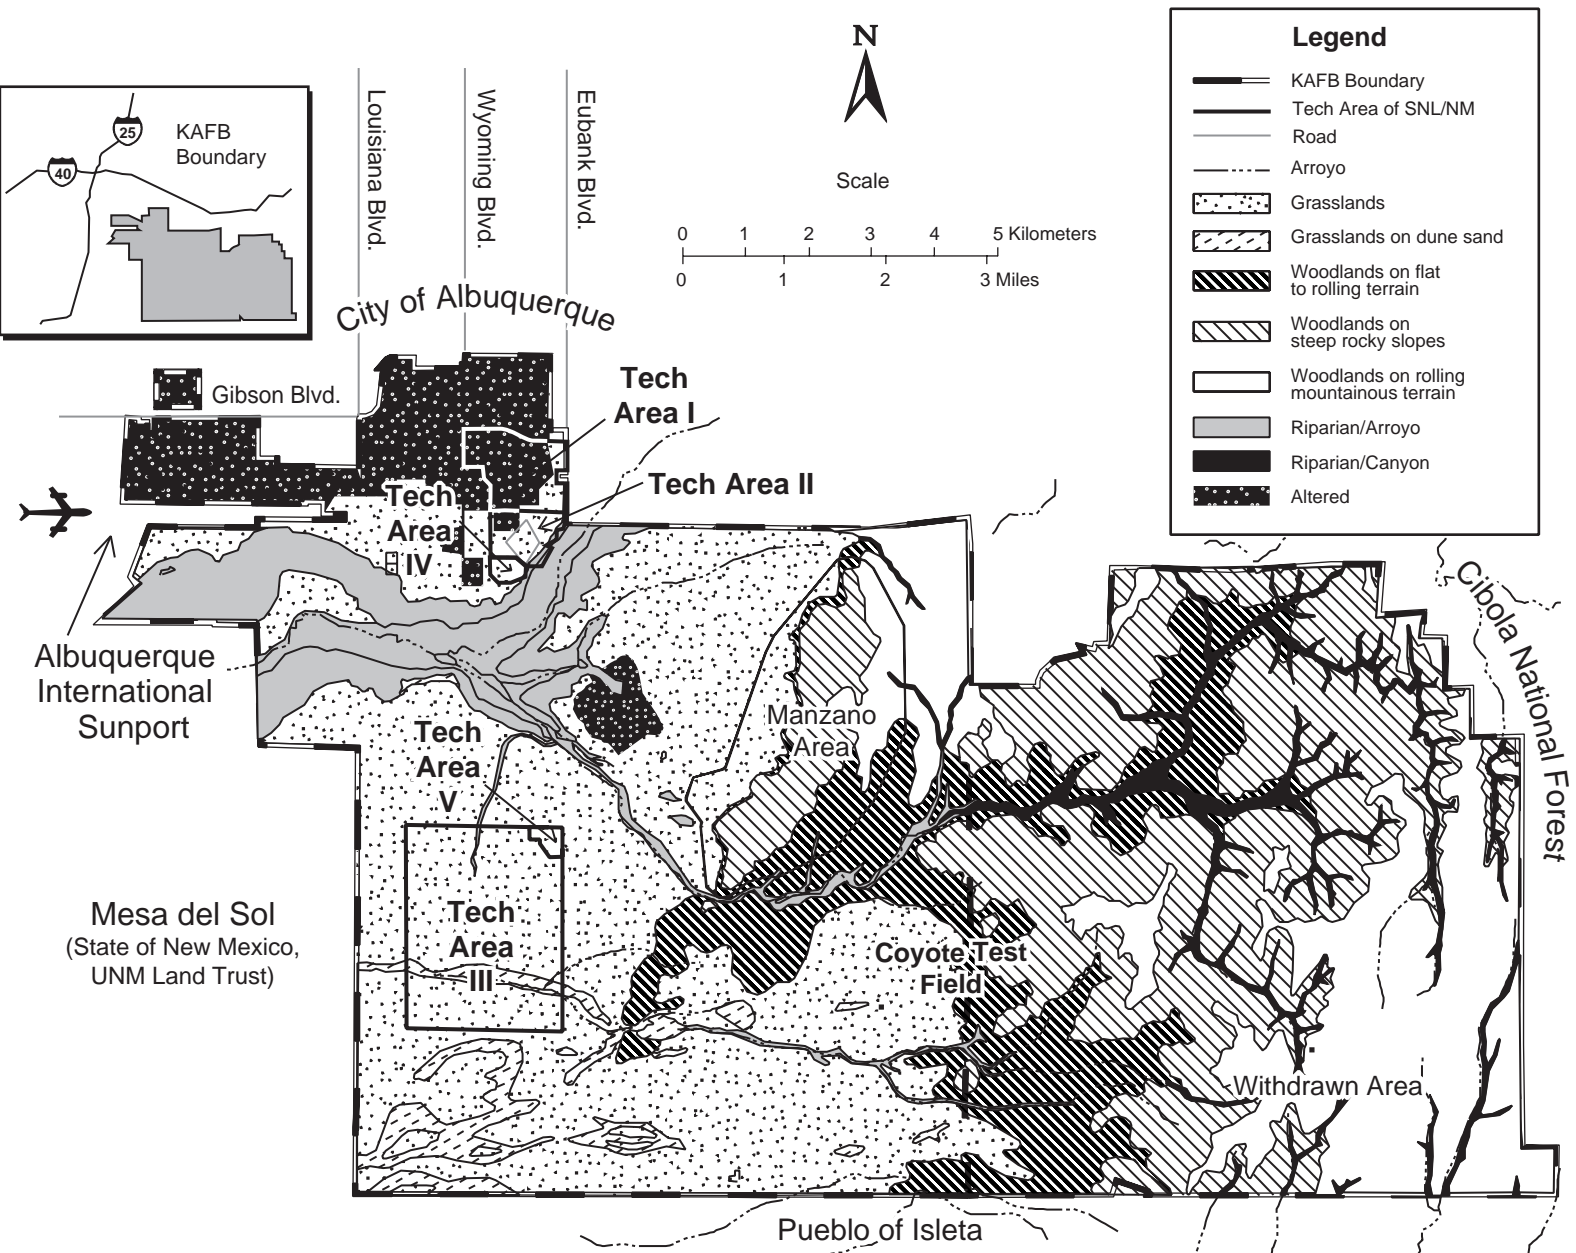 N
Scale
0 1 2 3 4 5 Kilometers
0 1 2 3 Miles
Legend
KAFB Boundary
Tech Area of SNL/NM
Road
Arroyo
Grasslands
Grasslands on dune sand
Woodlands on flat
to rolling terrain
Woodlands on
steep rocky slopes
Woodlands on rolling
mountainous terrain
Riparian/Arroyo
Riparian/Canyon
Altered
25
40
KAFB
Boundary
Louisiana Blvd.
Wyoming Blvd.
Eubank Blvd.
City of Albuquerque
Gibson Blvd.
Tech
Area I
Tech Area II
Tech
Area
IV
Albuquerque
International
Sunport
Tech
Area
V
Manzano
Area
Cibola National Forest
Mesa del Sol
(State of New Mexico,
UNM Land Trust)
Tech
Area
III
Coyote Test
Field
Withdrawn Area
Pueblo of Isleta